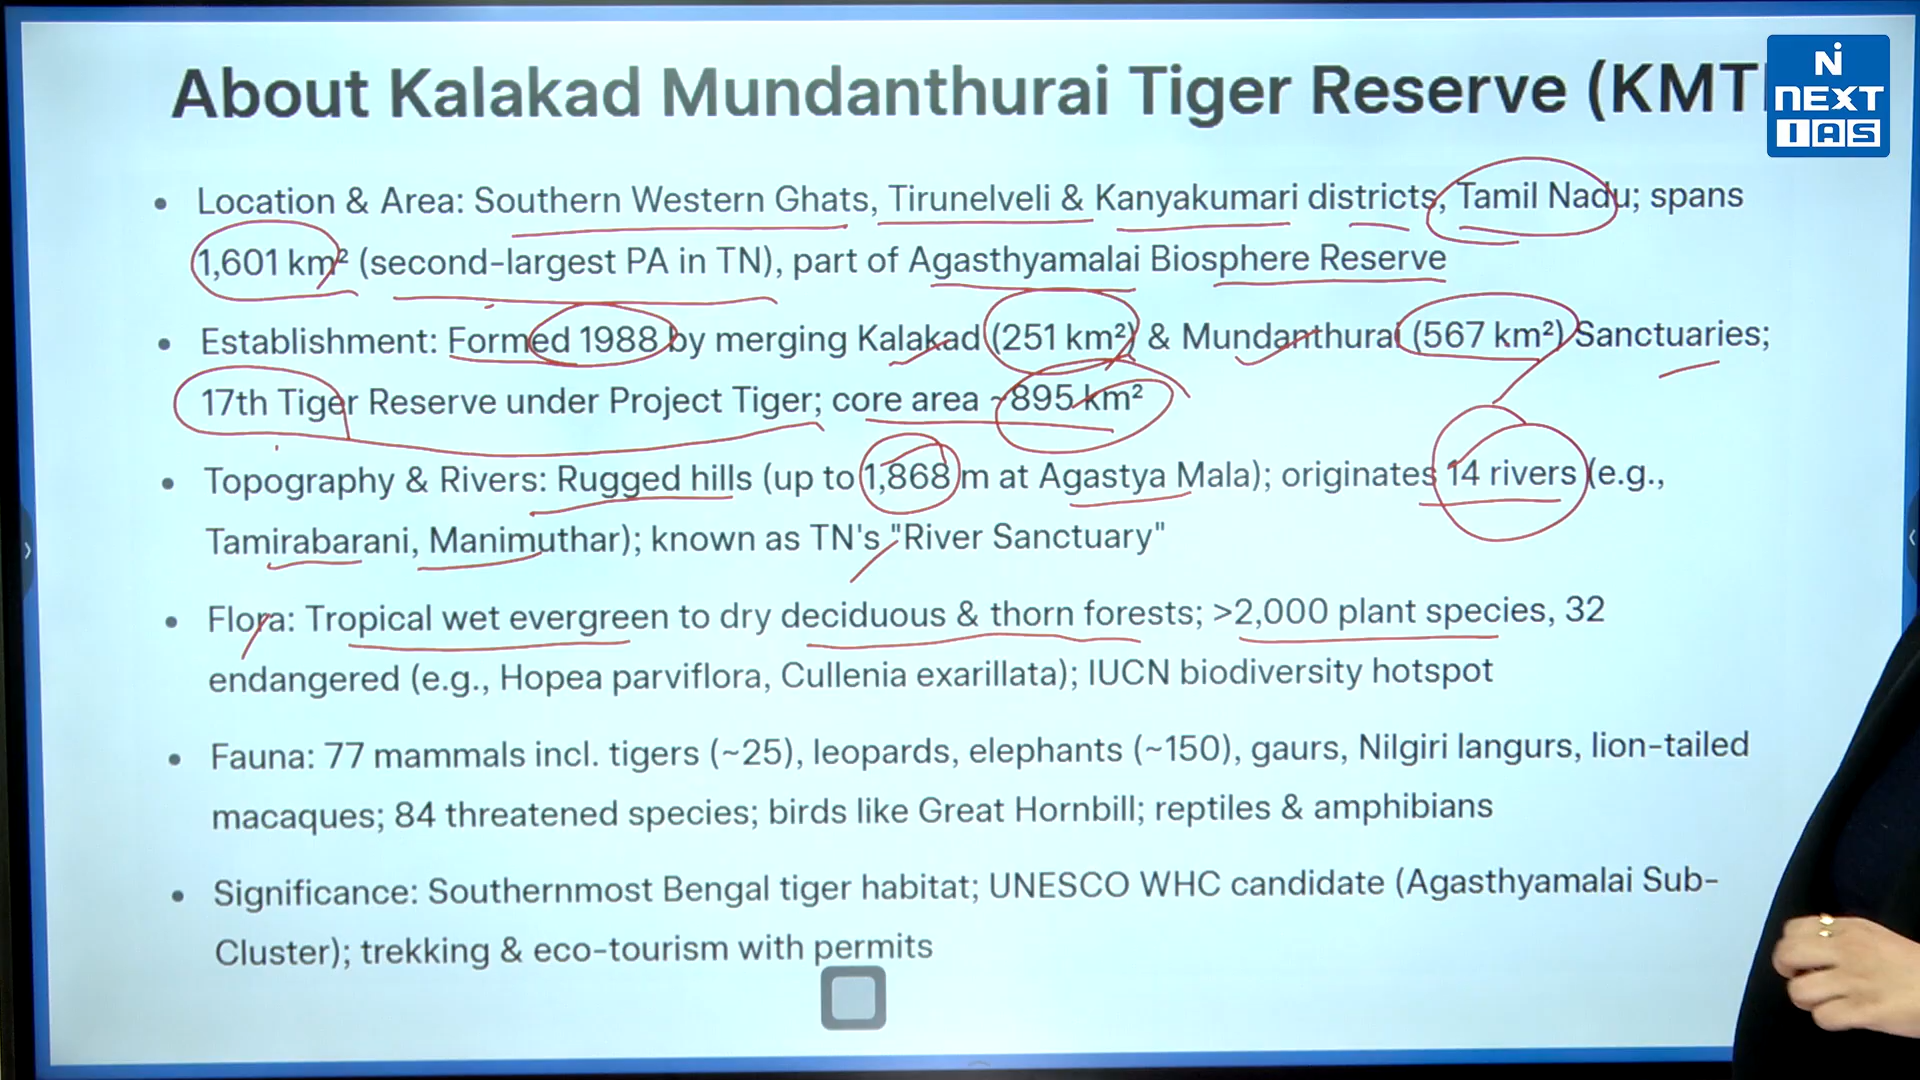 About Kalakad Mundanthurai Tiger Reserve (KMT
Ni
NEXT
IAS
• Location & Area: Southern Western Ghats, Tirunelveli & Kanyakumari districts, Tamil Nadu; spans
1,601 km² (second-largest PA in TN), part of Agasthyamalai Biosphere Reserve
• Establishment: Formed 1988 by merging Kalakad (251 km²) & Mundanthurai (567 km²) Sanctuaries;
17th Tiger Reserve under Project Tiger; core area ~895 km²
• Topography & Rivers: Rugged hills (up to 1,868 m at Agastya Mala); originates 14 rivers (e.g.,
Tamirabarani, Manimuthar); known as TN's "River Sanctuary"
• Flora: Tropical wet evergreen to dry deciduous & thorn forests; >2,000 plant species, 32
endangered (e.g., Hopea parviflora, Cullenia exarillata); IUCN biodiversity hotspot
• Fauna: 77 mammals incl. tigers (~25), leopards, elephants (~150), gaurs, Nilgiri langurs, lion-tailed
macaques; 84 threatened species; birds like Great Hornbill; reptiles & amphibians
• Significance: Southernmost Bengal tiger habitat; UNESCO WHC candidate (Agasthyamalai Sub-
Cluster); trekking & eco-tourism with permits